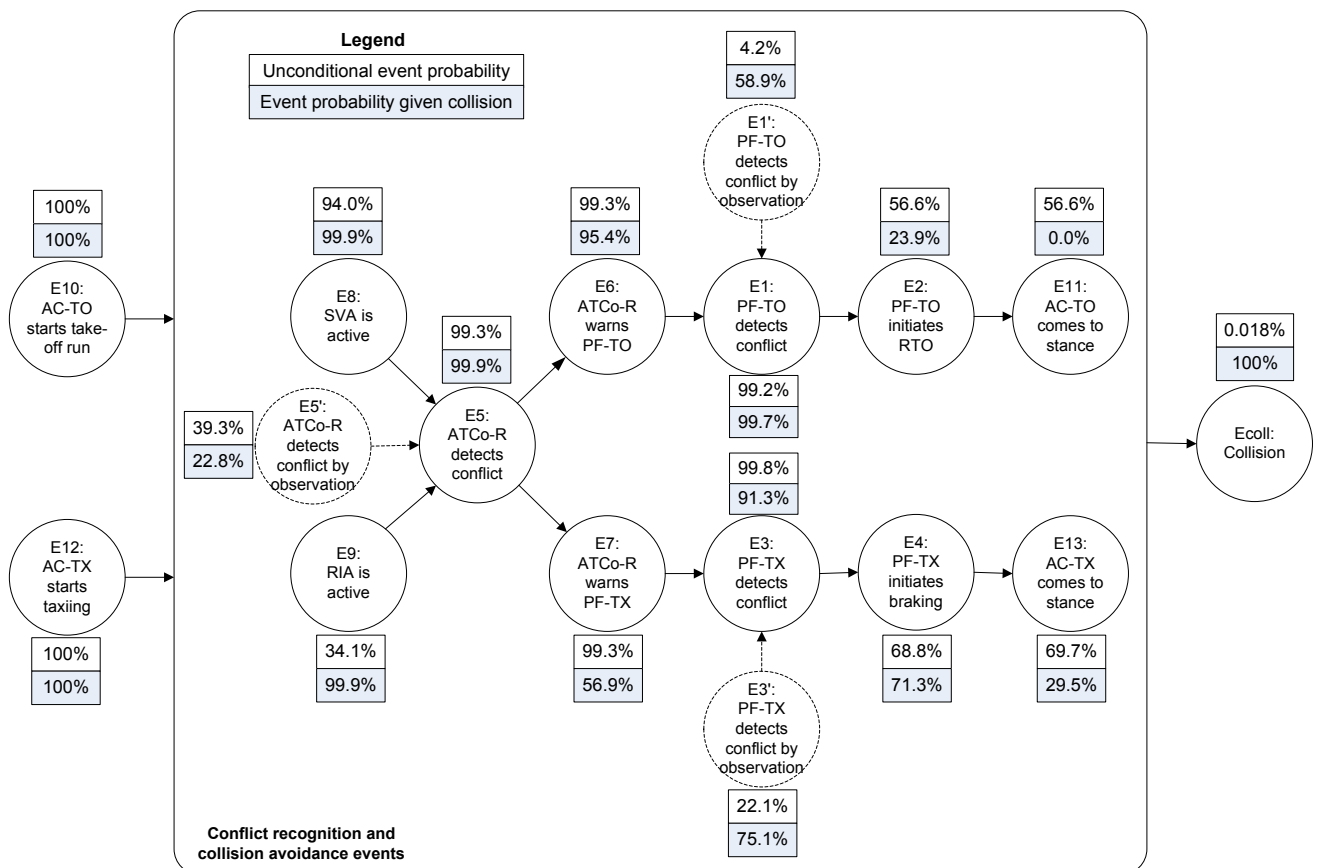 Legend
Unconditional event probability
Event probability given collision
4.2%
58.9%
E1':
PF-TO
detects
conflict by
observation
100%
100%
E10:
AC-TO
starts take-
off run
94.0%
99.9%
E8:
SVA is
active
99.3%
95.4%
E6:
ATCo-R
warns
PF-TO
E1:
PF-TO
detects
conflict
99.2%
99.7%
56.6%
23.9%
E2:
PF-TO
initiates
RTO
56.6%
0.0%
E11:
AC-TO
comes to
stance
99.3%
99.9%
E5:
ATCo-R
detects
conflict
39.3%
22.8%
E5':
ATCo-R
detects
conflict by
observation
0.018%
100%
Ecoll:
Collision
E12:
AC-TX
starts
taxiing
100%
100%
E9:
RIA is
active
34.1%
99.9%
E7:
ATCo-R
warns
PF-TX
99.3%
56.9%
99.8%
91.3%
E3:
PF-TX
detects
conflict
E4:
PF-TX
initiates
braking
68.8%
71.3%
E13:
AC-TX
comes to
stance
69.7%
29.5%
E3':
PF-TX
detects
conflict by
observation
22.1%
75.1%
Conflict recognition and
collision avoidance events